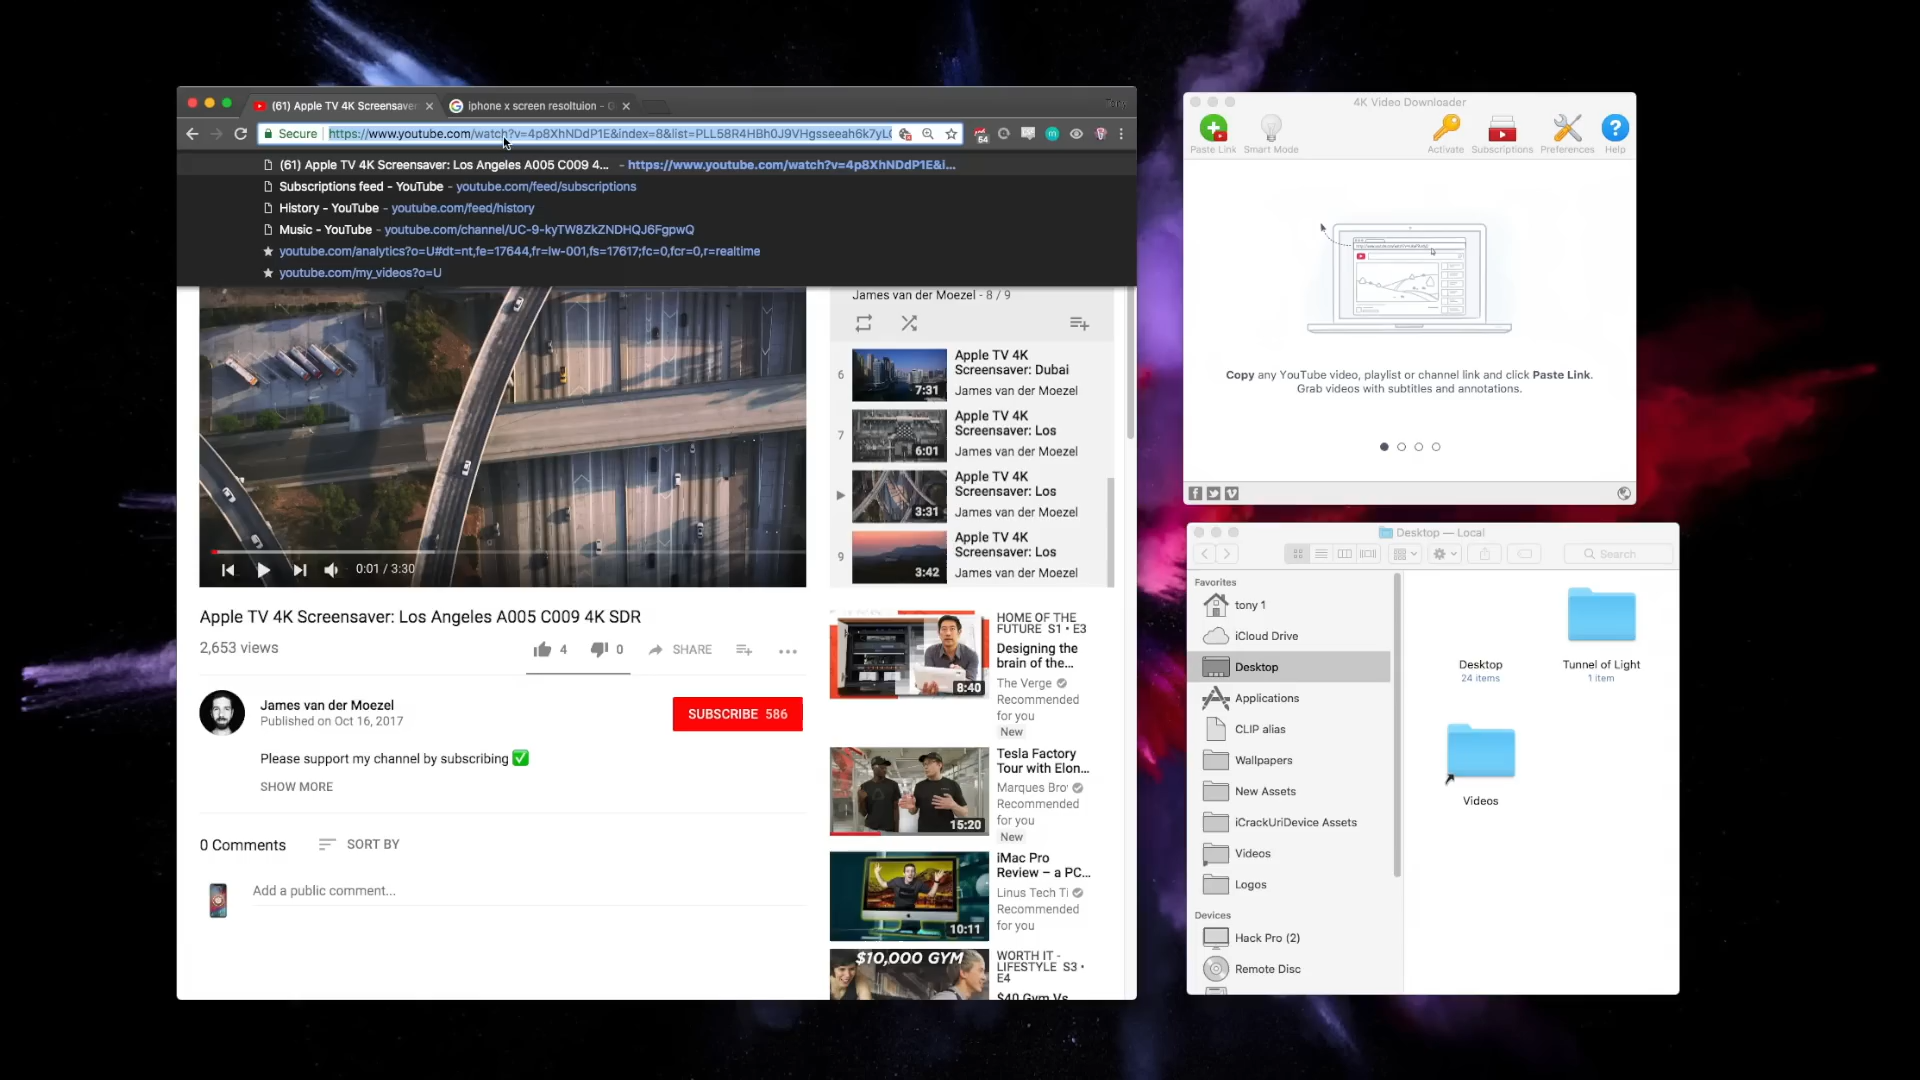 (61) Apple TV 4K Screensaver
iphone x screen resoltuion - G
Tony
Secure
https://www.youtube.com/watch?v=4p8XhNDdP1E&index=8&list=PLL58R4HBh0J9VHgsseeah6k7yLC
64
(61) Apple TV 4K Screensaver: Los Angeles A005 C009 4... - https://www.youtube.com/watch?v=4p8XhNDdP1E&i...
Subscriptions feed - YouTube - youtube.com/feed/subscriptions
History - YouTube - youtube.com/feed/history
Music - YouTube - youtube.com/channel/UC-9-kyTW8ZkZNDHQJ6FgpwQ
youtube.com/analytics?o=U#dt=nt,fe=17644,fr=lw-001,fs=17617;fc=0,fcr=0,r=realtime
youtube.com/my_videos?o=U
James van der Moezel - 8 / 9
6
7:31
Apple TV 4K
Screensaver: Dubai
James van der Moezel
7
6:01
Apple TV 4K
Screensaver: Los
James van der Moezel
3:31
Apple TV 4K
Screensaver: Los
James van der Moezel
9
3:42
Apple TV 4K
Screensaver: Los
James van der Moezel
0:01 / 3:30
Apple TV 4K Screensaver: Los Angeles A005 C009 4K SDR
2,653 views
4
0
SHARE
James van der Moezel
Published on Oct 16, 2017
SUBSCRIBE 586
Please support my channel by subscribing ✅
SHOW MORE
0 Comments
SORT BY
Add a public comment...
8:40
HOME OF THE
FUTURE S1 • E3
Designing the
brain of the...
The Verge
Recommended
for you
New
15:20
Tesla Factory
Tour with Elon...
Marques Bro
Recommended
for you
New
10:11
iMac Pro
Review – a PC...
Linus Tech Ti
Recommended
for you
$10,000 GYM
WORTH IT -
LIFESTYLE S3 •
E4
$40 Gym Vs
4K Video Downloader
Paste Link
Smart Mode
Activate
Subscriptions
Preferences
Help
Copy any YouTube video, playlist or channel link and click Paste Link.
Grab videos with subtitles and annotations.
Desktop — Local
Search
Favorites
tony 1
iCloud Drive
Desktop
Applications
CLIP alias
Wallpapers
New Assets
iCrackUriDevice Assets
Videos
Logos
Devices
Hack Pro (2)
Remote Disc
Desktop
24 items
Tunnel of Light
1 item
Videos